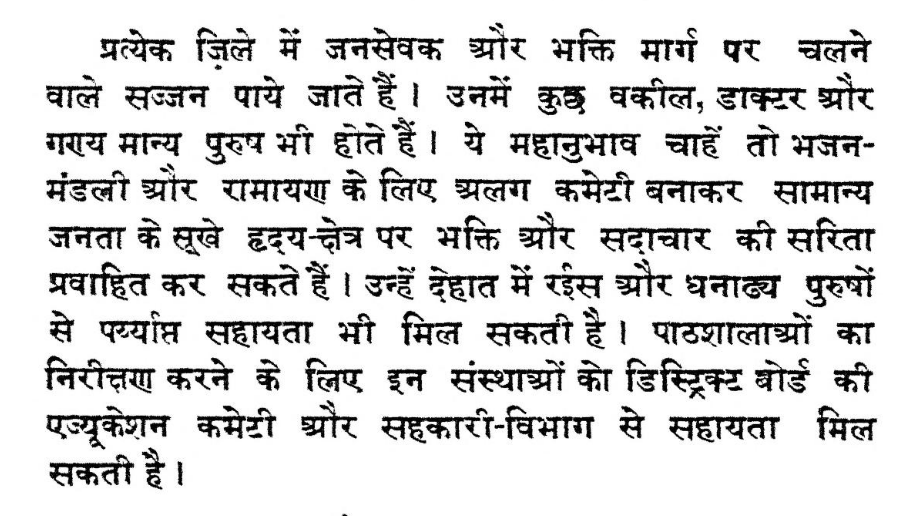 प्रत्येक ज़िले में जनसेवक और भक्ति मार्ग पर चलने
वाले सज्जन पाये जाते हैं । उनमें कुछ वकील, डाक्टर और
गण्य मान्य पुरुष भी होते हैं । ये महानुभाव चाहें तो भजन-
मंडली और रामायण के लिए अलग कमेटी बनाकर सामान्य
जनता के सूखे हृदय-क्षेत्र पर भक्ति और सदाचार की सरिता
प्रवाहित कर सकते हैं । उन्हें देहात में रईस और धनाढ्य पुरुषों
से पर्य्याप्त सहायता भी मिल सकती है । पाठशालाओं का
निरीक्षण करने के लिए इन संस्थाओं को डिस्ट्रिक्ट बोर्ड की
एज्यूकेशन कमेटी और सहकारी-विभाग से सहायता मिल
सकती है ।